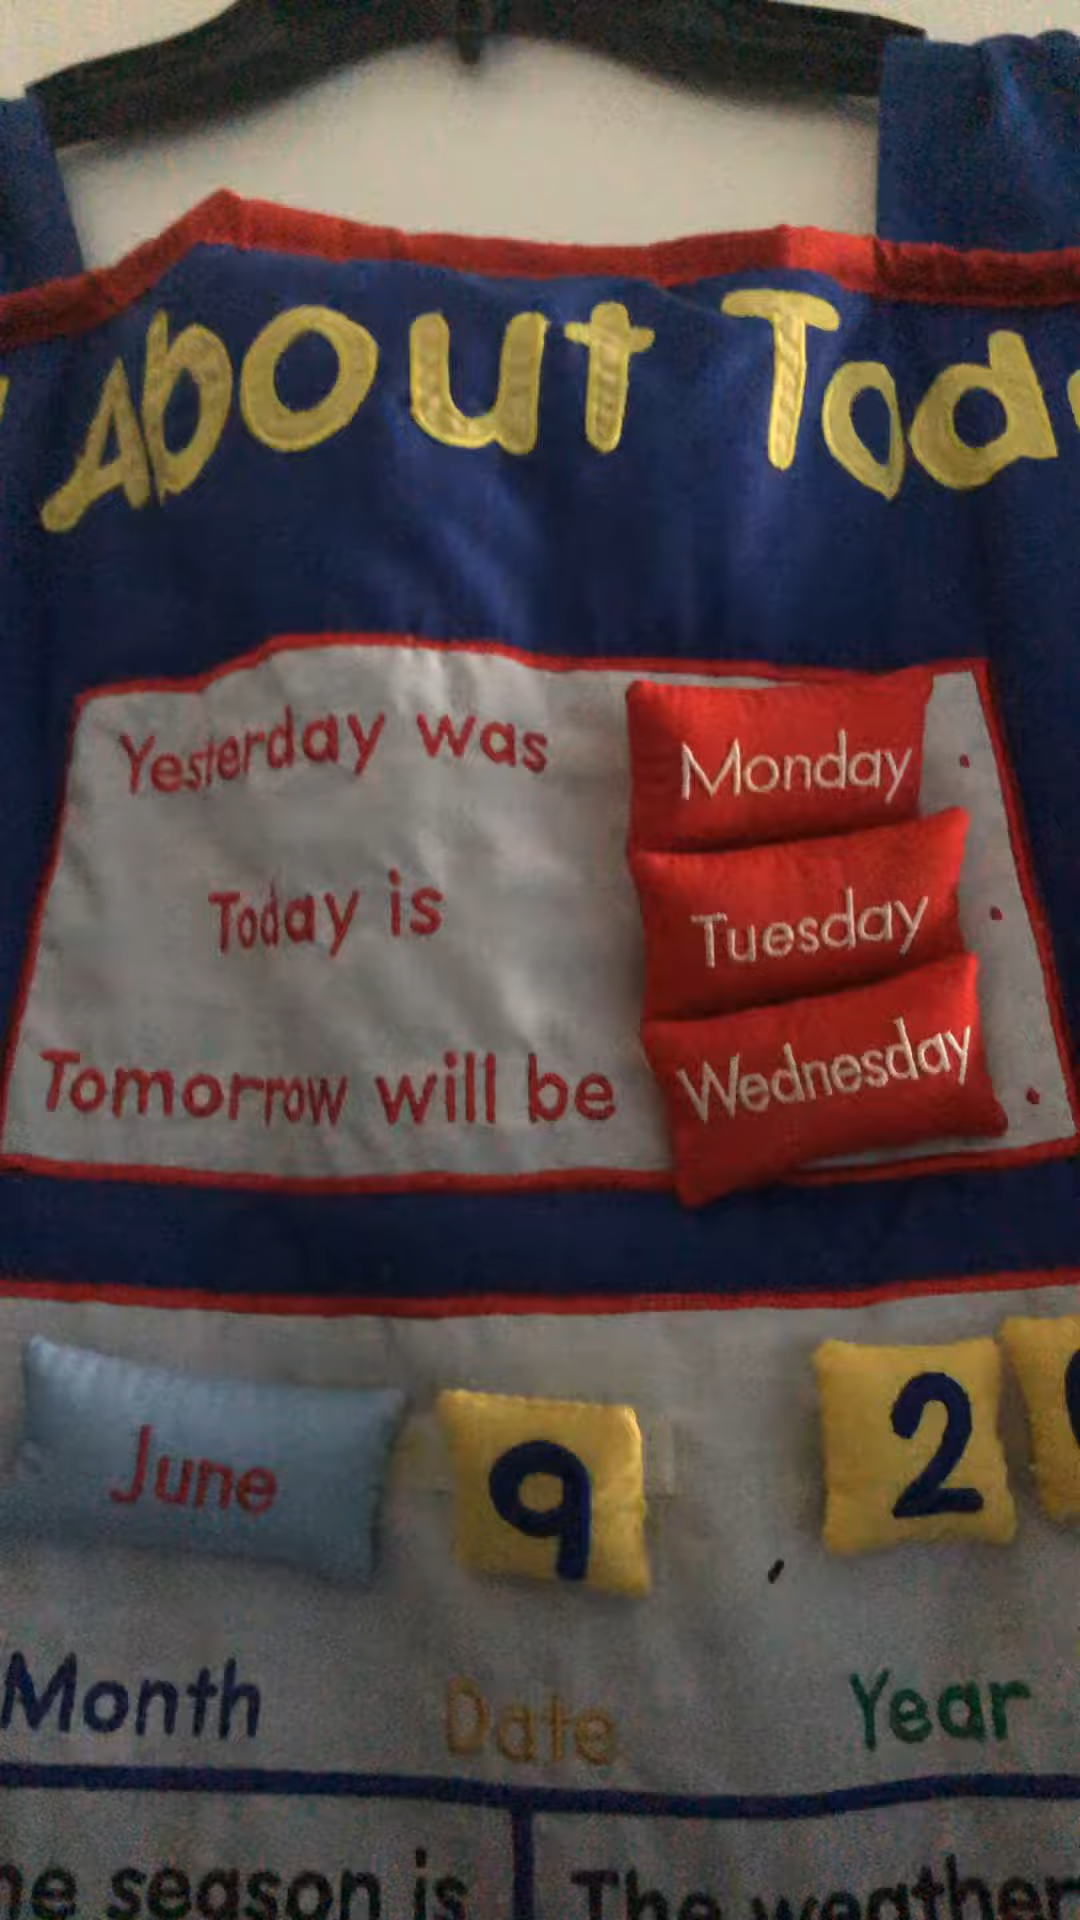 About Tod
Yesterday was Monday.
Today is Tuesday.
Tomorrow will be Wednesday.
June 9 2
Month Date Year
he season is The weather